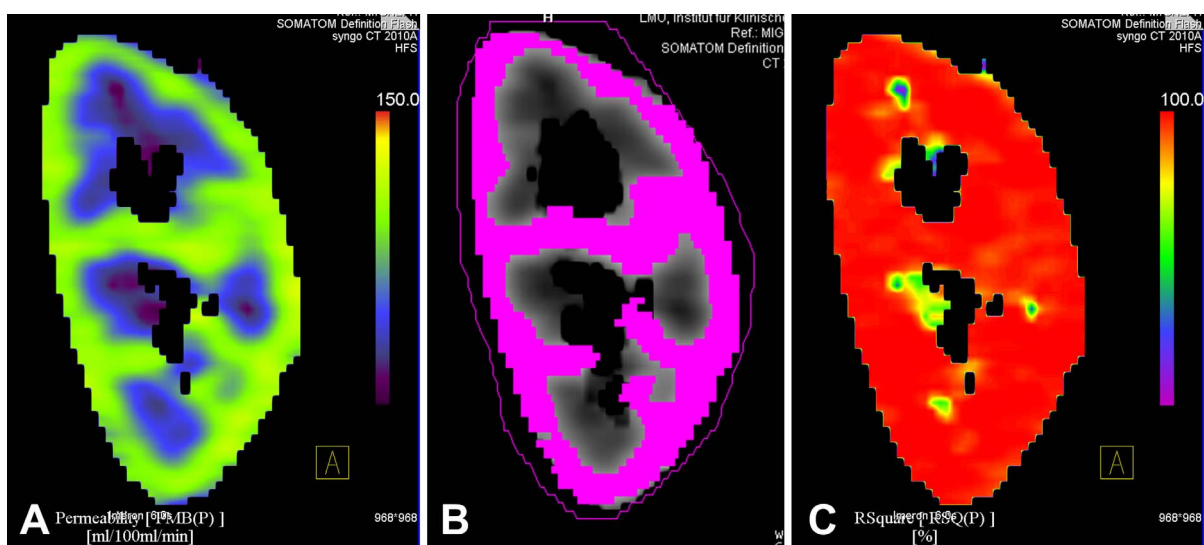 SOMATOM Definition Flash
syngo CT 2010A
HFS
150.0
A
A
Permeability [ PMB(P) ]
[ml/100ml/min]
968*968
H
LMU, Institut für Klinische
Ref.: MIG
SOMATOM Definition
CT
B
SOMATOM Definition Flash
syngo CT 2010A
HFS
100.0
A
C
RSquare [ RSQ(P) ]
[%]
968*968